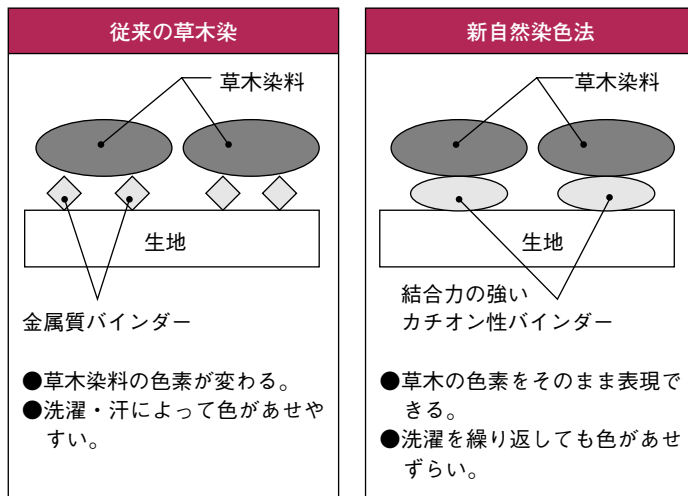 従来の草木染
草木染料
生地
金属質バインダー
●草木染料の色素が変わる。
●洗濯・汗によって色があせや
すい。
新自然染色法
草木染料
生地
結合力の強い
カチオン性バインダー
●草木の色素をそのまま表現で
きる。
●洗濯を繰り返しても色があせ
ずらい。